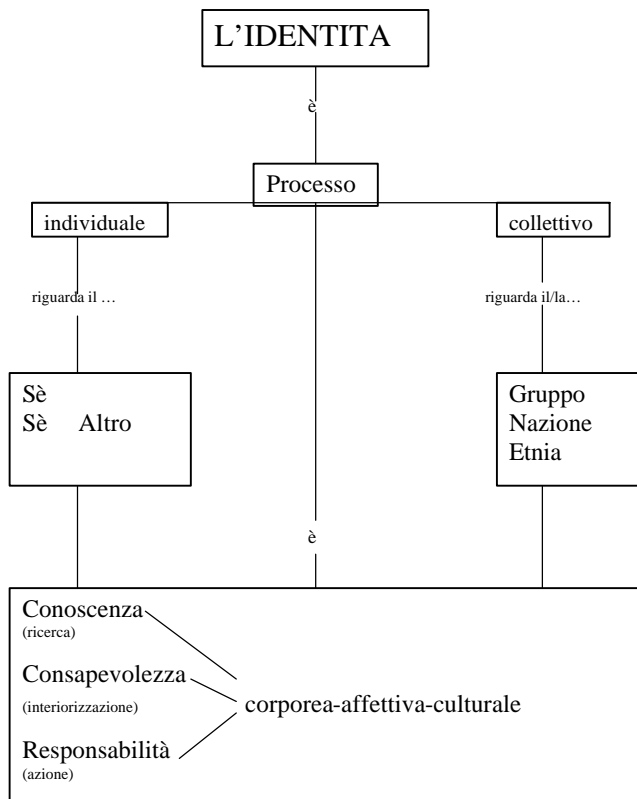 L'IDENTITA
è
Processo
individuale
collettivo
riguarda il …
riguarda il/la…
Sè
Sè Altro
Gruppo
Nazione
Etnia
è
Conoscenza
(ricerca)
Consapevolezza
(interiorizzazione)
corporea-affettiva-culturale
Responsabilità
(azione)